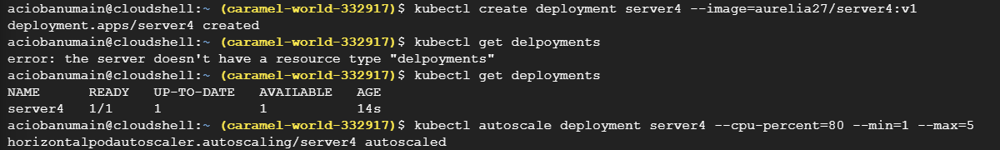 aciobanumain@cloudshell:~ (caramel-world-332917)$ kubectl create deployment server4 --image=aurelia27/server4:v1
deployment.apps/server4 created
aciobanumain@cloudshell:~ (caramel-world-332917)$ kubectl get delpoyments
error: the server doesn't have a resource type "delpoyments"
aciobanumain@cloudshell:~ (caramel-world-332917)$ kubectl get deployments
NAME      READY   UP-TO-DATE   AVAILABLE   AGE
server4   1/1     1            1           14s
aciobanumain@cloudshell:~ (caramel-world-332917)$ kubectl autoscale deployment server4 --cpu-percent=80 --min=1 --max=5
horizontalpodautoscaler.autoscaling/server4 autoscaled